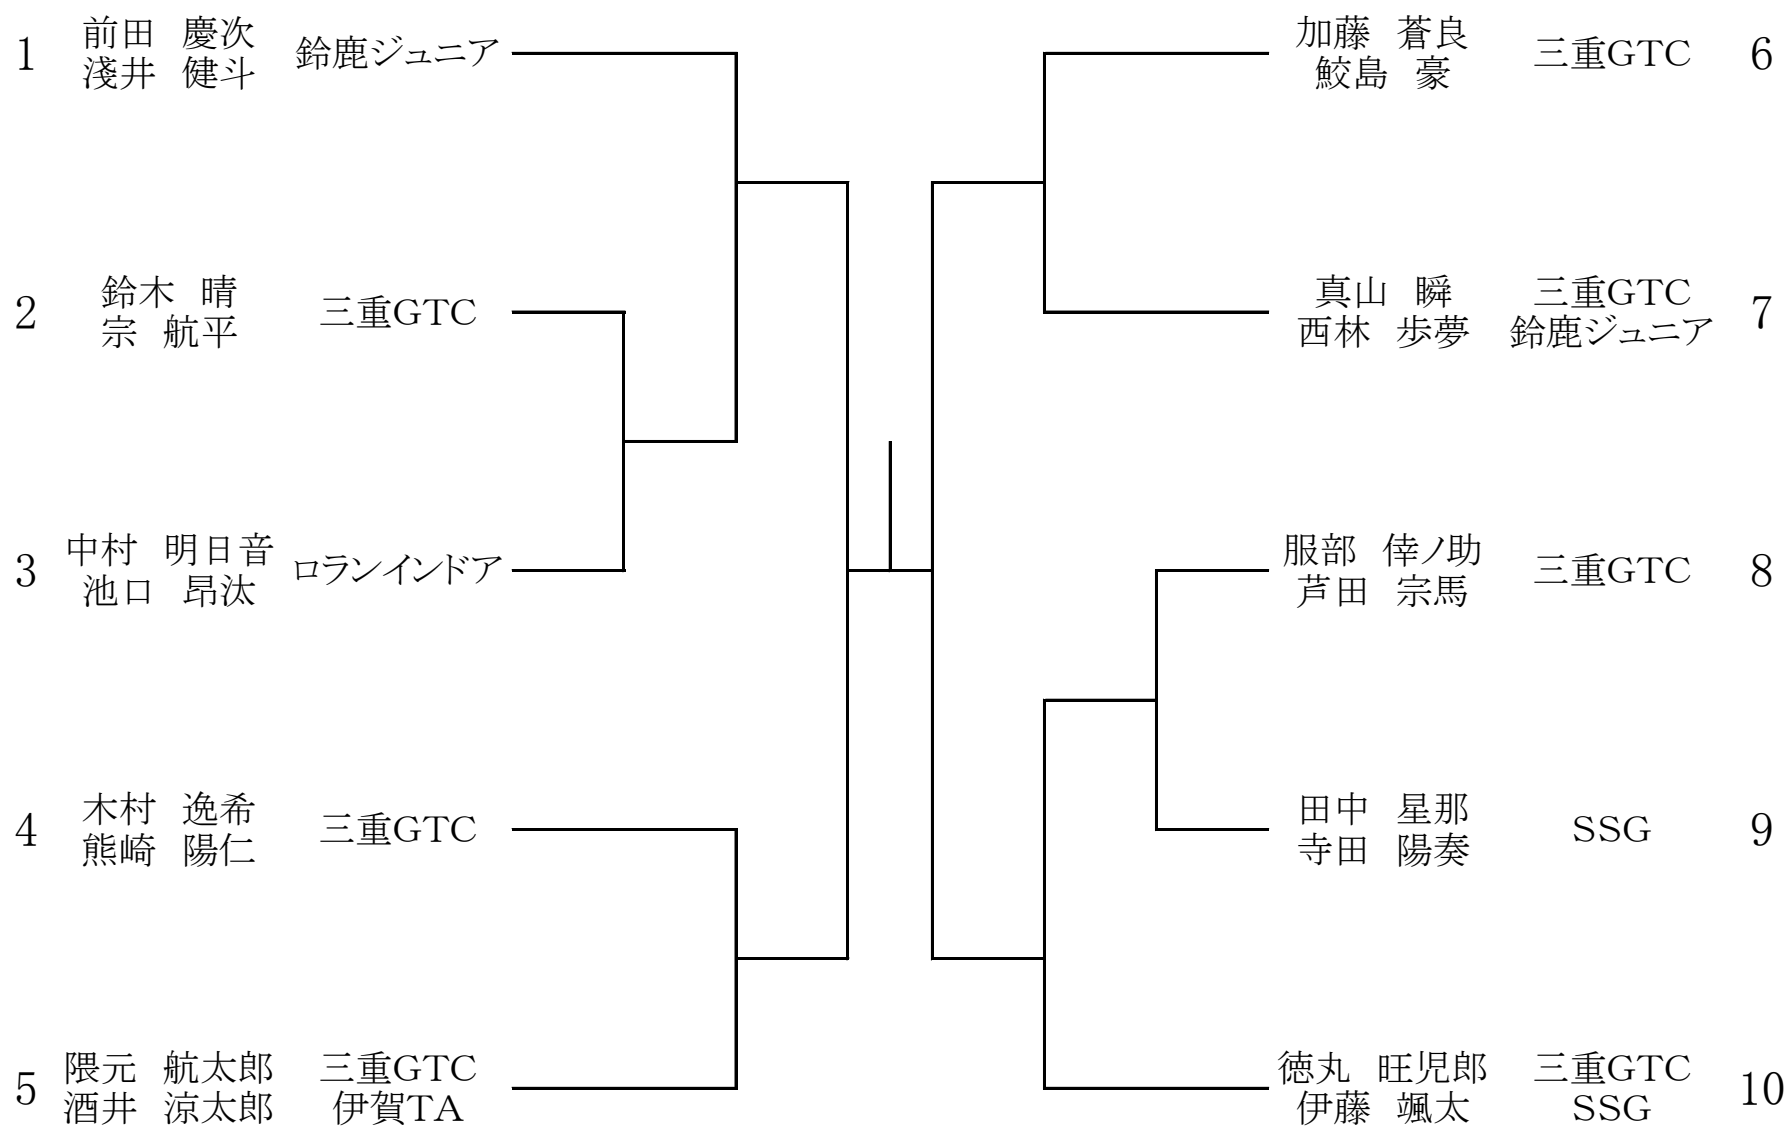 1 前田 慶次 鈴鹿ジュニア
淺井 健斗
2 鈴木 晴 三重GTC
宗 航平
3 中村 明日音 ロランインドア
池口 昂汰
4 木村 逸希 三重GTC
熊崎 陽仁
5 隈元 航太郎 三重GTC
酒井 涼太郎 伊賀TA
加藤 蒼良 三重GTC 6
鮫島 豪
真山 瞬 三重GTC 7
西林 歩夢 鈴鹿ジュニア
服部 倖ノ助 三重GTC 8
芦田 宗馬
田中 星那 SSG 9
寺田 陽奏
徳丸 旺児郎 三重GTC 10
伊藤 颯太 SSG